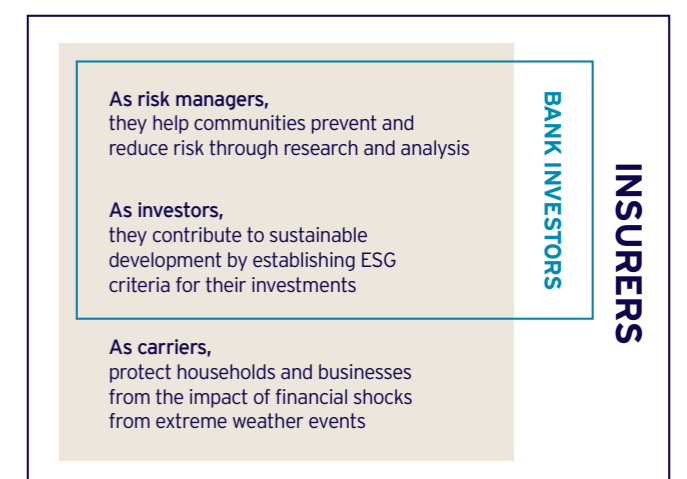 As risk managers,
they help communities prevent and
reduce risk through research and analysis
As investors,
they contribute to sustainable
development by establishing ESG
criteria for their investments
As carriers,
protect households and businesses
from the impact of financial shocks
from extreme weather events
BANK INVESTORS
INSURERS